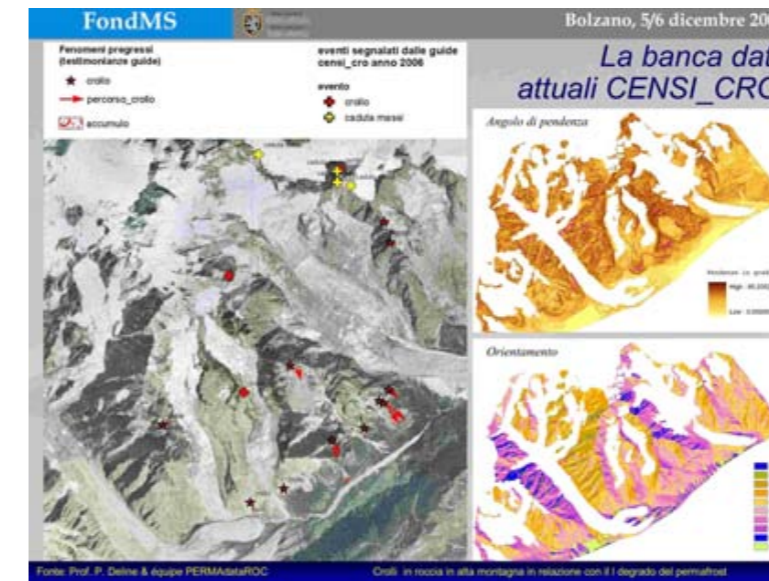 FondMS
Bolzano, 5/6 dicembre 200
Fenomeni pregressi
(testimonianze guide)
crollo
percorso_crollo
accumulo
eventi segnalati dalle guide
censi_cro anno 2006
evento
crollo
caduta massi
La banca dat
attuali CENSI_CRO
Angolo di pendenza
Orientamento
Fonte: Prof. P. Deline & équipe PERMAdataROC
Crolli in roccia in alta montagna in relazione con il l degrado del permafrost